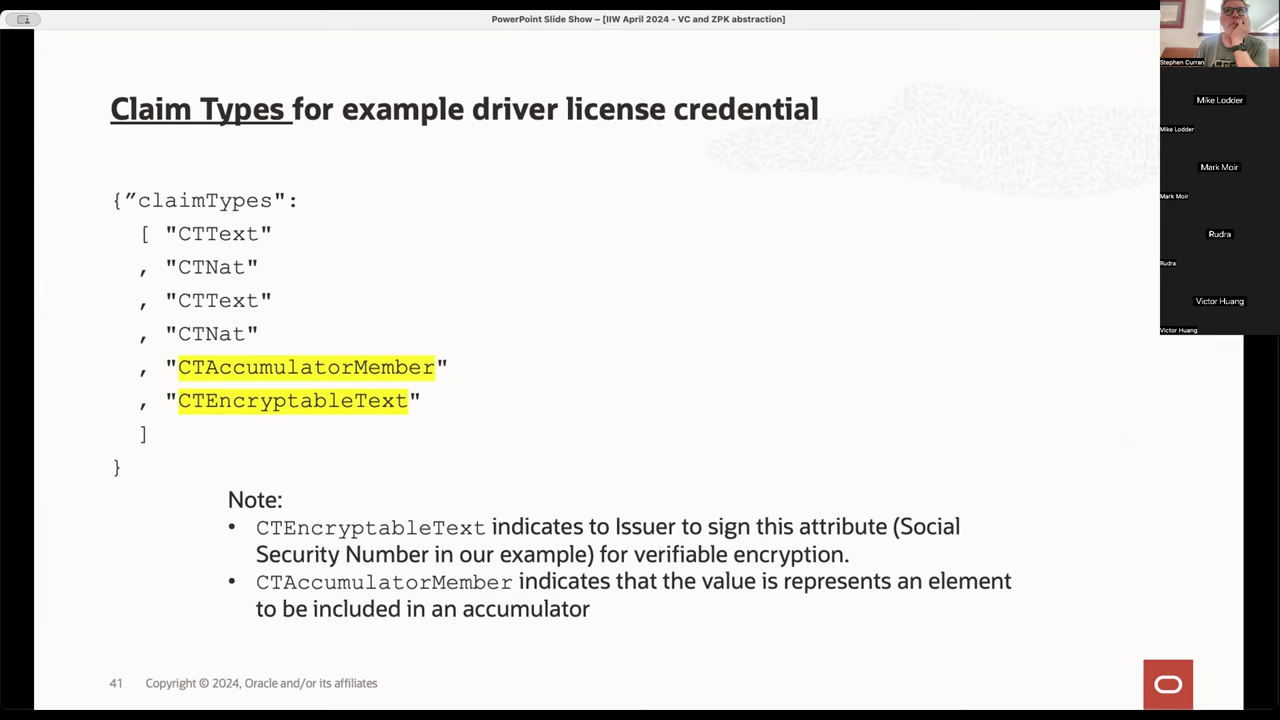 PowerPoint Slide Show – [IIW April 2024 - VC and ZPK abstraction]
Claim Types for example driver license credential
{”claimTypes":
[ "CTText"
, "CTNat"
, "CTText"
, "CTNat"
, "CTAccumulatorMember"
, "CTEncryptableText"
]
}
Note:
• CTEncryptableText indicates to Issuer to sign this attribute (Social
Security Number in our example) for verifiable encryption.
• CTAccumulatorMember indicates that the value is represents an element
to be included in an accumulator
41 Copyright © 2024, Oracle and/or its affiliates
Stephen Curran
Mike Lodder
Mike Lodder
Mark Moir
Mark Moir
Rudra
Rudra
Victor Huang
Victor Huang